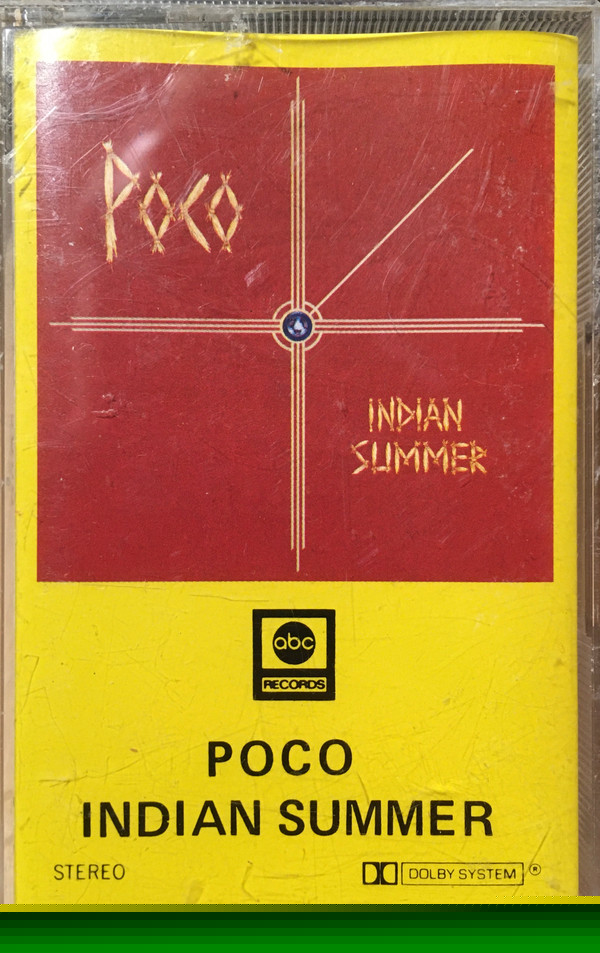 POCO
INDIAN
SUMMER
abc
RECORDS
POCO
INDIAN SUMMER
STEREO
DOLBY SYSTEM ®